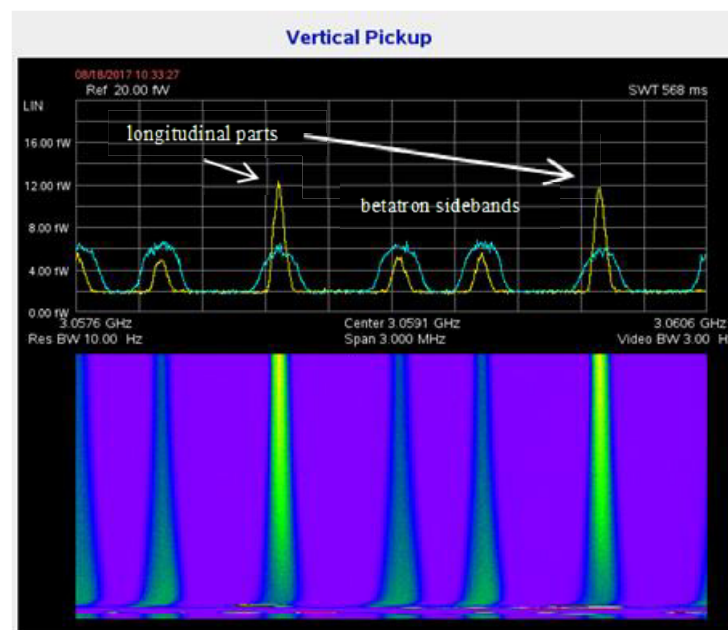 Vertical Pickup
08/18/2017 10:33:27
Ref 20.00 fW SWT 568 ms
LIN
16.00 fW
longitudinal parts
12.00 fW
betatron sidebands
8.00 fW
4.00 fW
0.00 fW
3.0576 GHz Center 3.0591 GHz 3.0606 GHz
Res BW 10.00 Hz Span 3.000 MHz Video BW 3.00 H